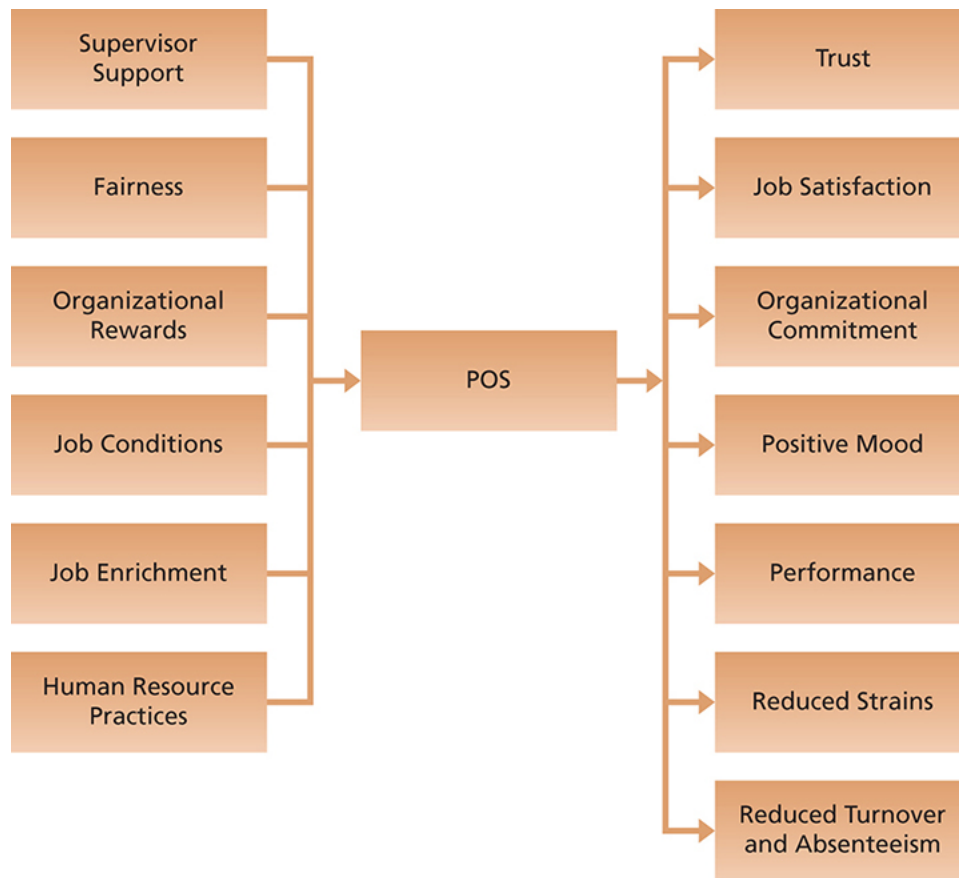 Supervisor
Support
Fairness
Organizational
Rewards
Job Conditions
Job Enrichment
Human Resource
Practices
POS
Trust
Job Satisfaction
Organizational
Commitment
Positive Mood
Performance
Reduced Strains
Reduced Turnover
and Absenteeism